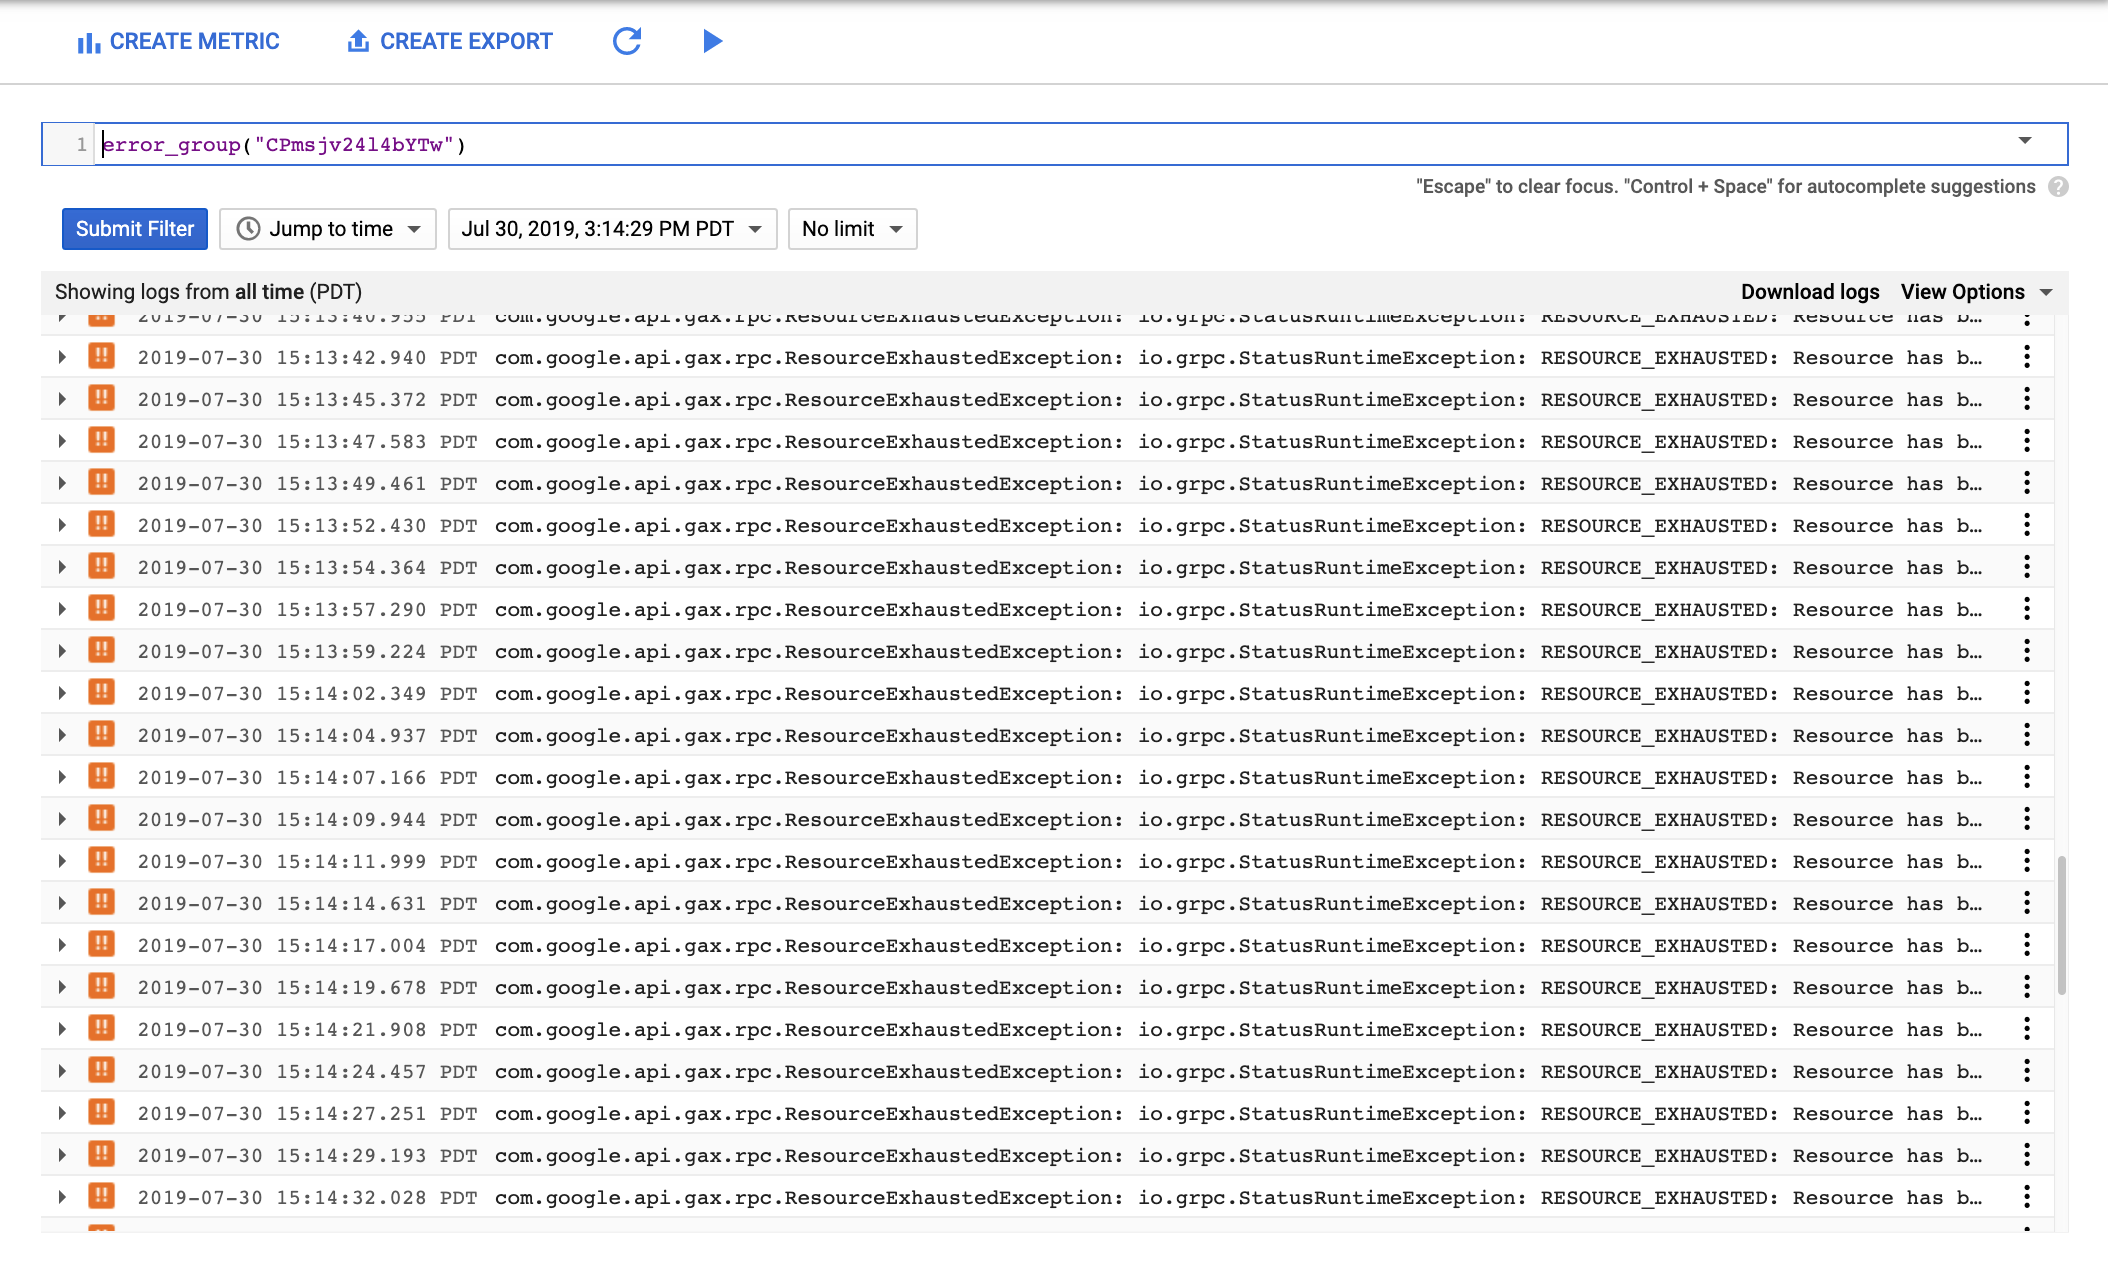 CREATE METRIC CREATE EXPORT
1 error_group("CPmsjv24l4bYTw")
"Escape" to clear focus. "Control + Space" for autocomplete suggestions ?
Submit Filter Jump to time Jul 30, 2019, 3:14:29 PM PDT No limit
Showing logs from all time (PDT) Download logs View Options
!! 2019-07-30 15:13:40.955 PDT com.google.api.gax.rpc.ResourceExhaustedException: io.grpc.StatusRuntimeException: RESOURCE_EXHAUSTED: Resource has b…
!! 2019-07-30 15:13:42.940 PDT com.google.api.gax.rpc.ResourceExhaustedException: io.grpc.StatusRuntimeException: RESOURCE_EXHAUSTED: Resource has b…
!! 2019-07-30 15:13:45.372 PDT com.google.api.gax.rpc.ResourceExhaustedException: io.grpc.StatusRuntimeException: RESOURCE_EXHAUSTED: Resource has b…
!! 2019-07-30 15:13:47.583 PDT com.google.api.gax.rpc.ResourceExhaustedException: io.grpc.StatusRuntimeException: RESOURCE_EXHAUSTED: Resource has b…
!! 2019-07-30 15:13:49.461 PDT com.google.api.gax.rpc.ResourceExhaustedException: io.grpc.StatusRuntimeException: RESOURCE_EXHAUSTED: Resource has b…
!! 2019-07-30 15:13:52.430 PDT com.google.api.gax.rpc.ResourceExhaustedException: io.grpc.StatusRuntimeException: RESOURCE_EXHAUSTED: Resource has b…
!! 2019-07-30 15:13:54.364 PDT com.google.api.gax.rpc.ResourceExhaustedException: io.grpc.StatusRuntimeException: RESOURCE_EXHAUSTED: Resource has b…
!! 2019-07-30 15:13:57.290 PDT com.google.api.gax.rpc.ResourceExhaustedException: io.grpc.StatusRuntimeException: RESOURCE_EXHAUSTED: Resource has b…
!! 2019-07-30 15:13:59.224 PDT com.google.api.gax.rpc.ResourceExhaustedException: io.grpc.StatusRuntimeException: RESOURCE_EXHAUSTED: Resource has b…
!! 2019-07-30 15:14:02.349 PDT com.google.api.gax.rpc.ResourceExhaustedException: io.grpc.StatusRuntimeException: RESOURCE_EXHAUSTED: Resource has b…
!! 2019-07-30 15:14:04.937 PDT com.google.api.gax.rpc.ResourceExhaustedException: io.grpc.StatusRuntimeException: RESOURCE_EXHAUSTED: Resource has b…
!! 2019-07-30 15:14:07.166 PDT com.google.api.gax.rpc.ResourceExhaustedException: io.grpc.StatusRuntimeException: RESOURCE_EXHAUSTED: Resource has b…
!! 2019-07-30 15:14:09.944 PDT com.google.api.gax.rpc.ResourceExhaustedException: io.grpc.StatusRuntimeException: RESOURCE_EXHAUSTED: Resource has b…
!! 2019-07-30 15:14:11.999 PDT com.google.api.gax.rpc.ResourceExhaustedException: io.grpc.StatusRuntimeException: RESOURCE_EXHAUSTED: Resource has b…
!! 2019-07-30 15:14:14.631 PDT com.google.api.gax.rpc.ResourceExhaustedException: io.grpc.StatusRuntimeException: RESOURCE_EXHAUSTED: Resource has b…
!! 2019-07-30 15:14:17.004 PDT com.google.api.gax.rpc.ResourceExhaustedException: io.grpc.StatusRuntimeException: RESOURCE_EXHAUSTED: Resource has b…
!! 2019-07-30 15:14:19.678 PDT com.google.api.gax.rpc.ResourceExhaustedException: io.grpc.StatusRuntimeException: RESOURCE_EXHAUSTED: Resource has b…
!! 2019-07-30 15:14:21.908 PDT com.google.api.gax.rpc.ResourceExhaustedException: io.grpc.StatusRuntimeException: RESOURCE_EXHAUSTED: Resource has b…
!! 2019-07-30 15:14:24.457 PDT com.google.api.gax.rpc.ResourceExhaustedException: io.grpc.StatusRuntimeException: RESOURCE_EXHAUSTED: Resource has b…
!! 2019-07-30 15:14:27.251 PDT com.google.api.gax.rpc.ResourceExhaustedException: io.grpc.StatusRuntimeException: RESOURCE_EXHAUSTED: Resource has b…
!! 2019-07-30 15:14:29.193 PDT com.google.api.gax.rpc.ResourceExhaustedException: io.grpc.StatusRuntimeException: RESOURCE_EXHAUSTED: Resource has b…
!! 2019-07-30 15:14:32.028 PDT com.google.api.gax.rpc.ResourceExhaustedException: io.grpc.StatusRuntimeException: RESOURCE_EXHAUSTED: Resource has b…